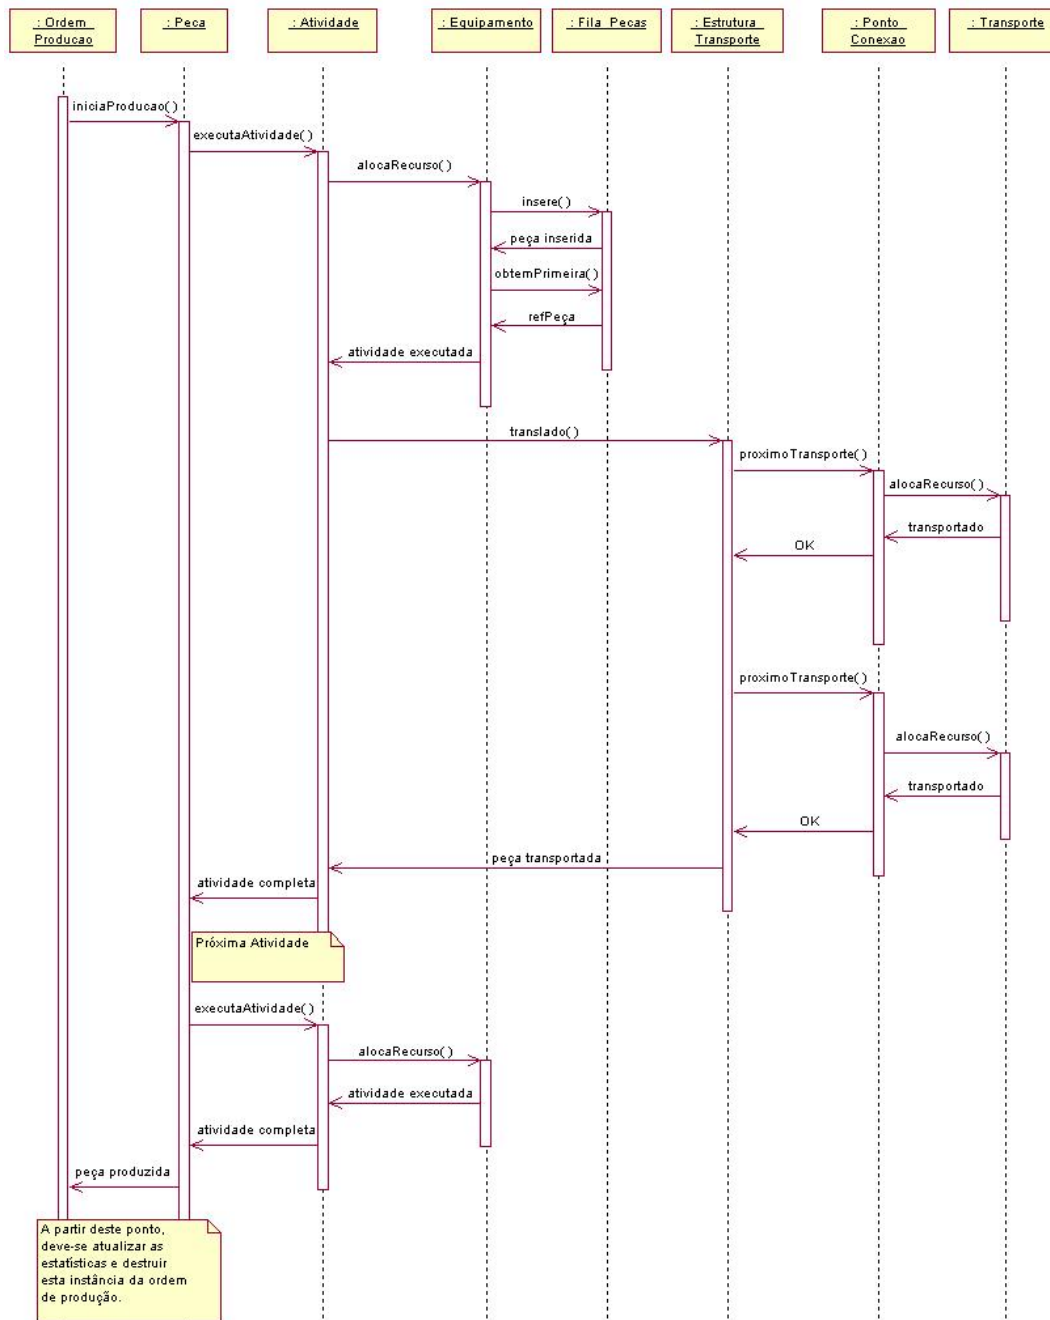 : Ordem
Producao
: Peca
: Atividade
: Equipamento
: Fila_Pecas
: Estrutura_
Transporte
: Ponto
Conexao
: Transporte
iniciaProducao()
executaAtividade()
alocaRecurso()
insere()
peça inserida
obtemPrimeira()
refPeça
atividade executada
translado()
proximoTransporte()
alocaRecurso()
transportado
OK
proximoTransporte()
alocaRecurso()
transportado
OK
peça transportada
atividade completa
Próxima Atividade
executaAtividade()
alocaRecurso()
atividade executada
atividade completa
peça produzida
A partir deste ponto,
deve-se atualizar as
estatísticas e destruir
esta instância da ordem
de produção.